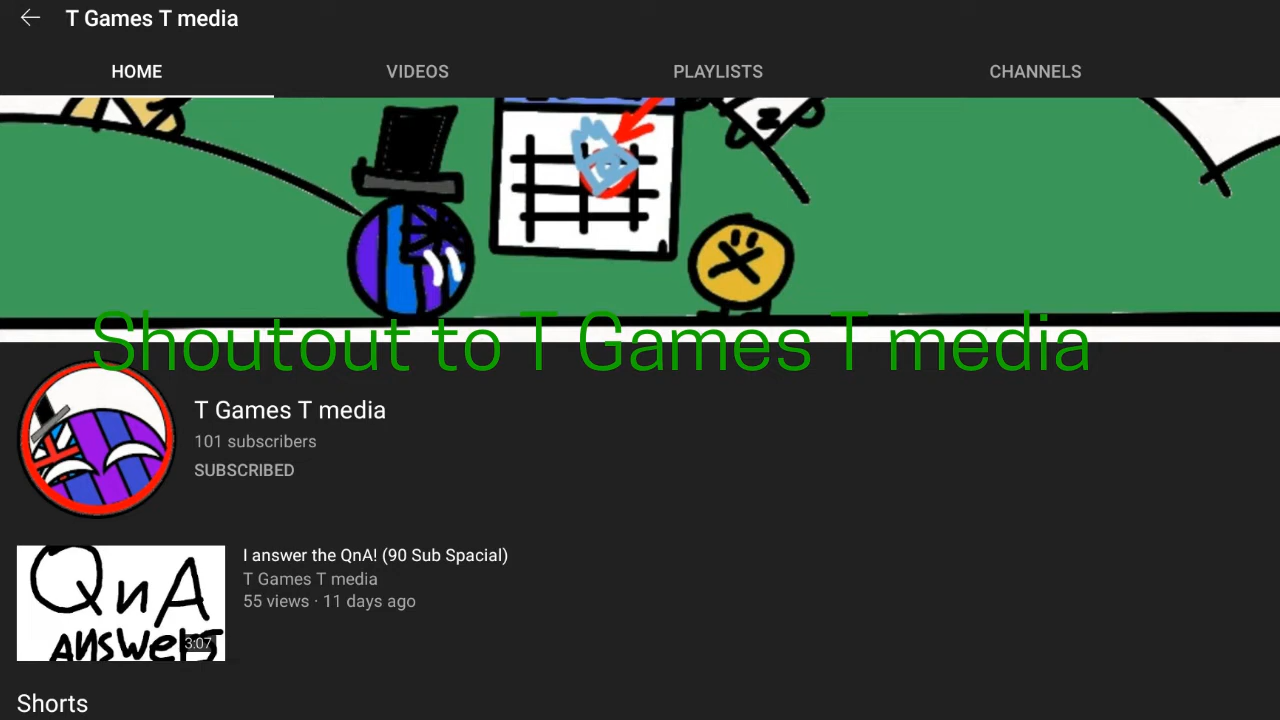 T Games T media
HOME
VIDEOS
PLAYLISTS
CHANNELS
Shoutout to T Games T media
T Games T media
101 subscribers
SUBSCRIBED
QnA
Answers
3:07
I answer the QnA! (90 Sub Spacial)
T Games T media
55 views · 11 days ago
Shorts